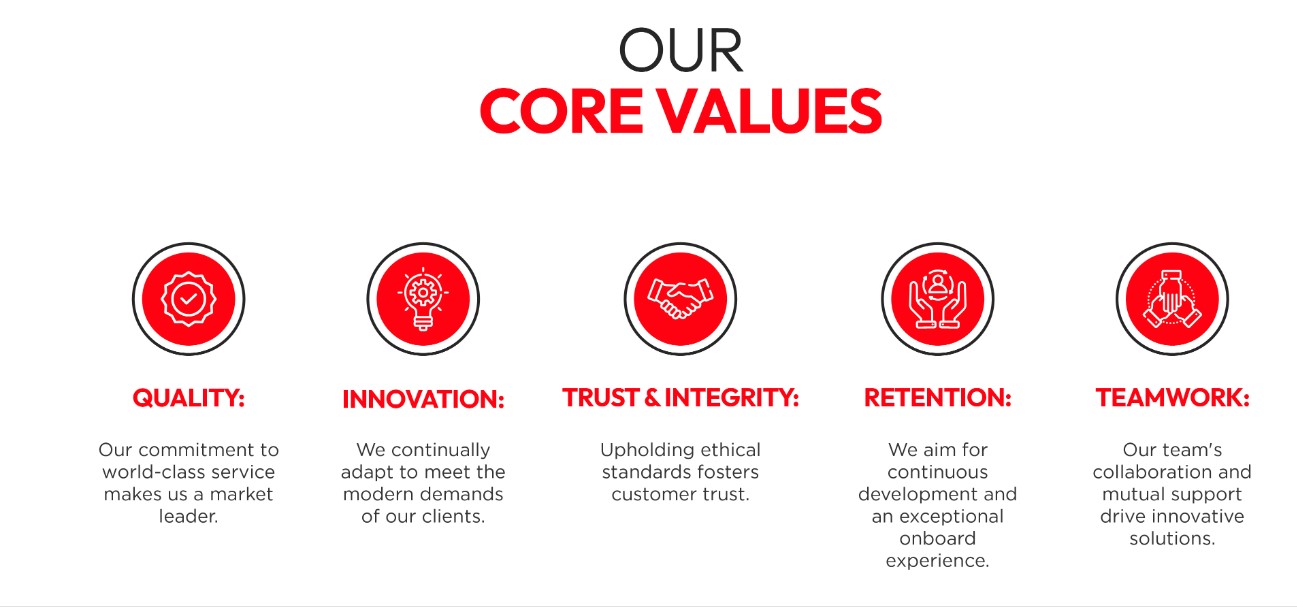 OUR
CORE VALUES
QUALITY:
Our commitment to
world-class service
makes us a market
leader.
INNOVATION:
We continually
adapt to meet the
modern demands
of our clients.
TRUST & INTEGRITY:
Upholding ethical
standards fosters
customer trust.
RETENTION:
We aim for
continuous
development and
an exceptional
onboard
experience.
TEAMWORK:
Our team's
collaboration and
mutual support
drive innovative
solutions.